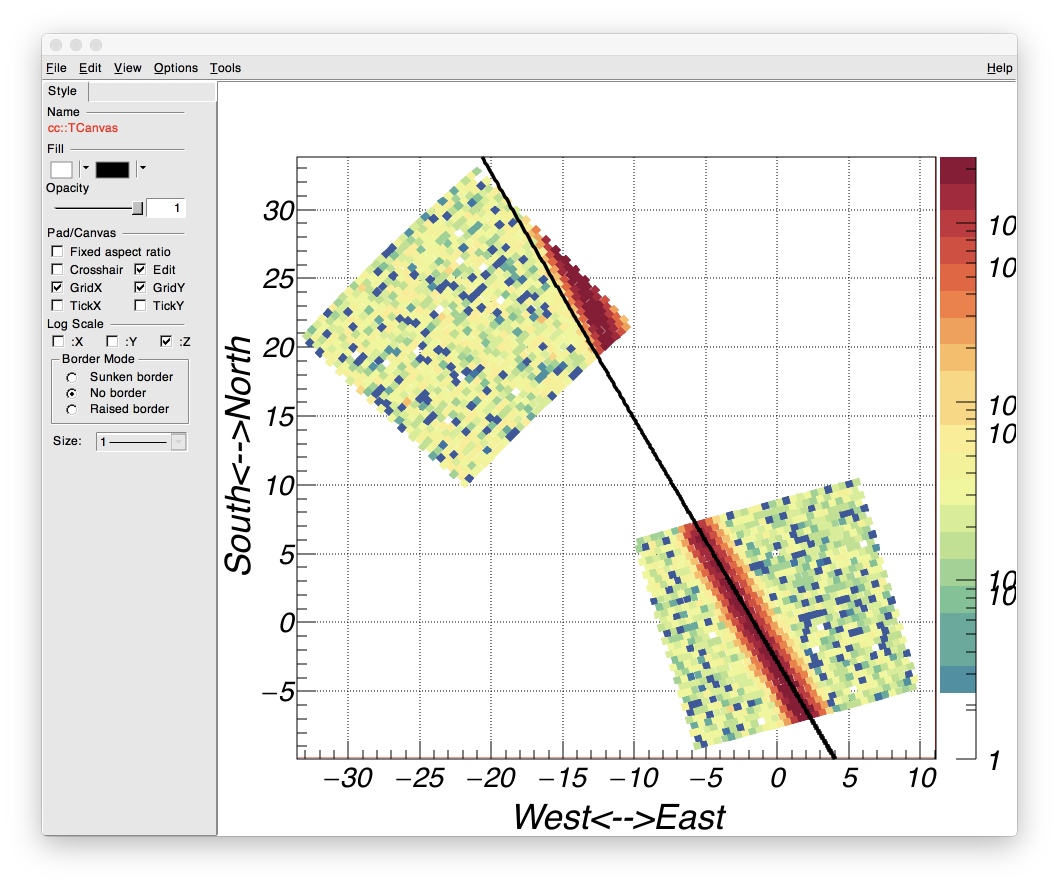 File Edit View Options Tools Help
Style
Name
cc::TCanvas
Fill
Opacity
1
Pad/Canvas
Fixed aspect ratio
Crosshair Edit
GridX GridY
TickX TickY
Log Scale
:X :Y :Z
Border Mode
Sunken border
No border
Raised border
Size: 1
South<-->North
30
25
20
15
10
5
0
−5
−30 −25 −20 −15 −10 −5 0 5 10
West<-->East
10
10
10
10
10
10
1